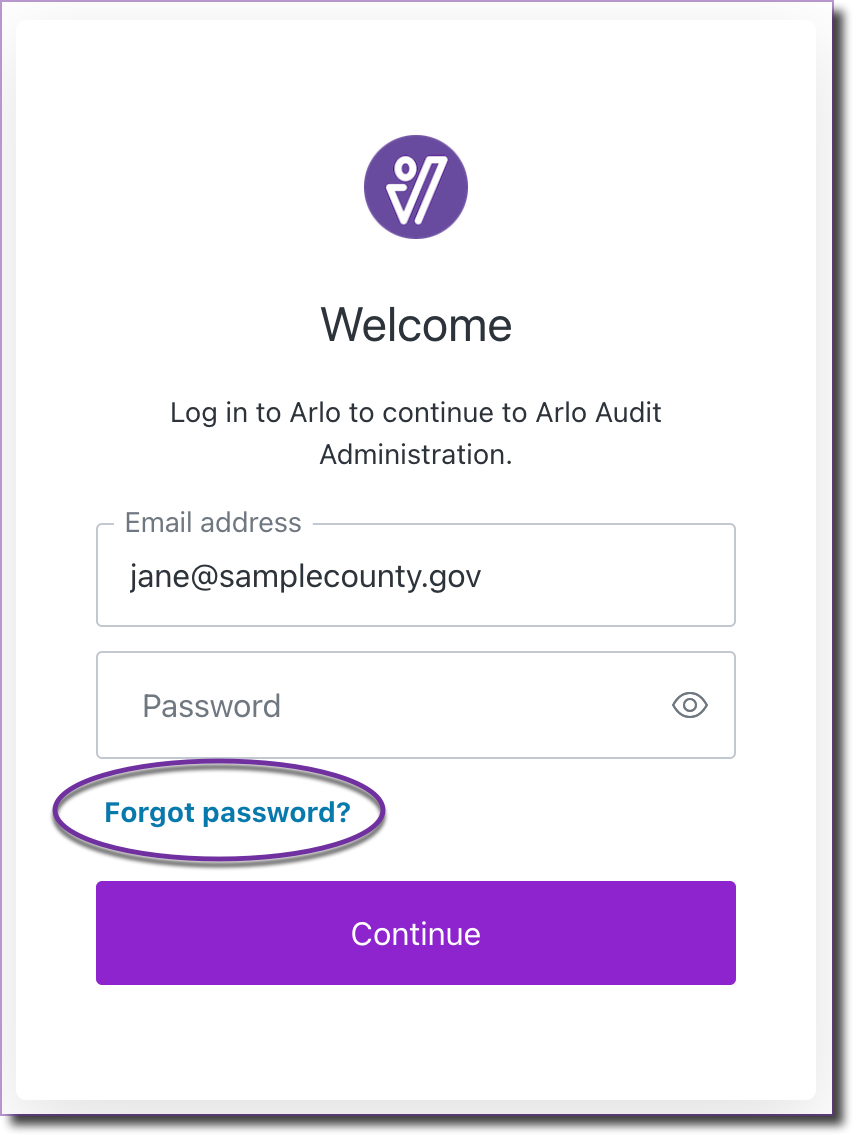 Welcome
Log in to Arlo to continue to Arlo Audit
Administration.
Email address
jane@samplecounty.gov
Password
Forgot password?
Continue